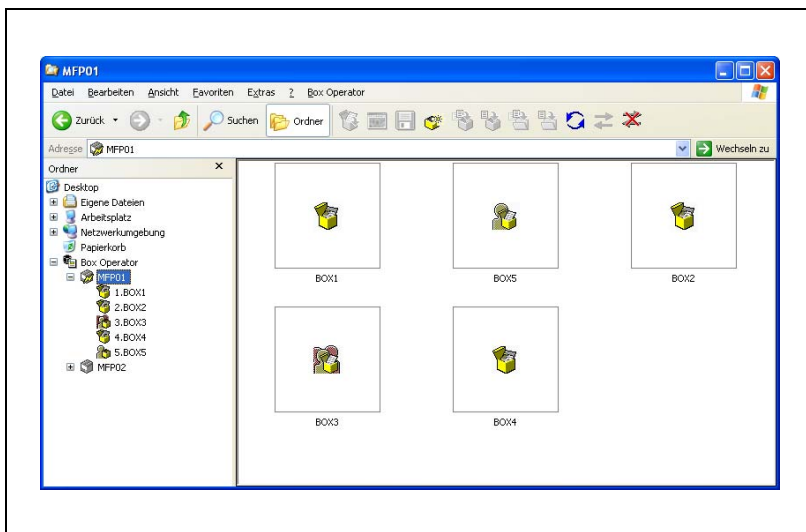 MFP01
Datei Bearbeiten Ansicht Favoriten Extras ? Box Operator
Zurück Suchen Ordner
Adresse MFP01 Wechseln zu
Ordner x
Desktop
Eigene Dateien
Arbeitsplatz
Netzwerkumgebung
Papierkorb
Box Operator
MFP01
1.BOX1
2.BOX2
3.BOX3
4.BOX4
5.BOX5
MFP02
BOX1 BOX5 BOX2
BOX3 BOX4